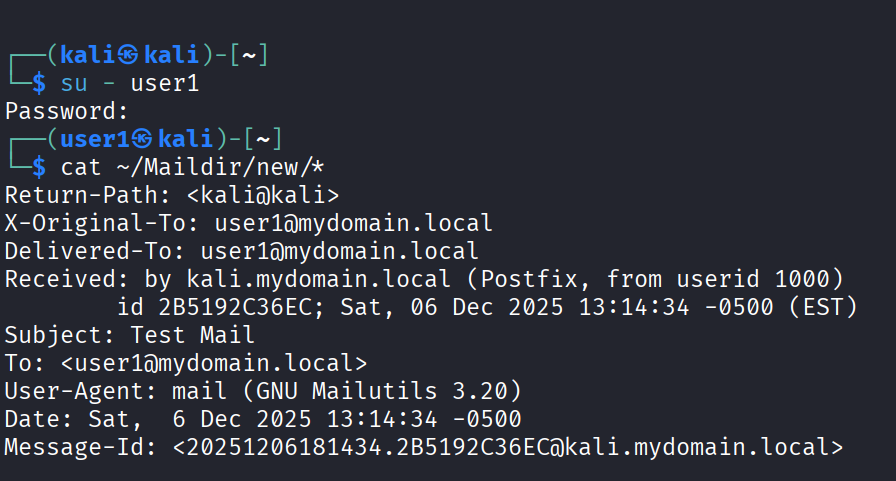 ┌──(kali㉿kali)-[~]
└─$ su - user1
Password:
┌──(user1㉿kali)-[~]
└─$ cat ~/Maildir/new/*
Return-Path: <kali@kali>
X-Original-To: user1@mydomain.local
Delivered-To: user1@mydomain.local
Received: by kali.mydomain.local (Postfix, from userid 1000)
        id 2B5192C36EC; Sat, 06 Dec 2025 13:14:34 -0500 (EST)
Subject: Test Mail
To: <user1@mydomain.local>
User-Agent: mail (GNU Mailutils 3.20)
Date: Sat,  6 Dec 2025 13:14:34 -0500
Message-Id: <20251206181434.2B5192C36EC@kali.mydomain.local>